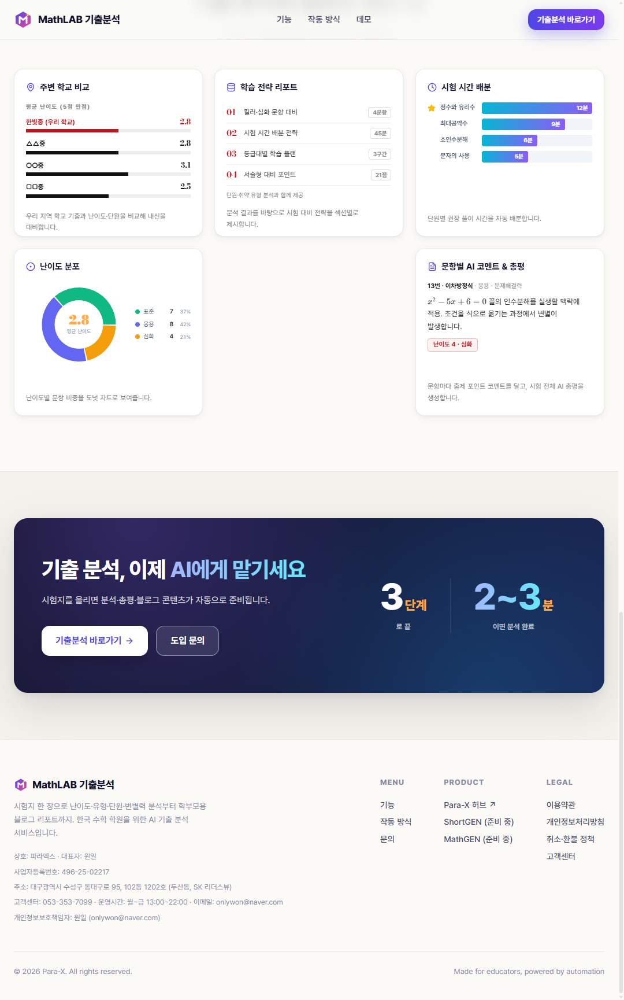 MathLAB 기출분석
기능
작동 방식
데모
기출분석 바로가기
주변 학교 비교
평균 난이도 (5점 만점)
한빛중 (우리 학교) 2.8
△△중 2.8
○○중 3.1
□□중 2.5
우리 지역 학교 기출과 난이도·단원을 비교해 내신을
대비합니다.
학습 전략 리포트
01 킬러·심화 문항 대비 4문항
02 시험 시간 배분 전략 45분
03 등급대별 학습 플랜 3구간
04 서술형 대비 포인트 21점
단원·취약 유형 분석과 함께 제공
분석 결과를 바탕으로 시험 대비 전략을 섹션별로
제시합니다.
시험 시간 배분
정수와 유리수 12분
최대공약수 9분
소인수분해 6분
문자의 사용 5분
단원별 권장 풀이 시간을 자동 배분합니다.
난이도 분포
2.8
평균 난이도
표준 7 37%
응용 8 42%
심화 4 21%
난이도별 문항 비중을 도넛 차트로 보여줍니다.
문항별 AI 코멘트 & 총평
13번 · 이차방정식 · 응용 · 문제해결력
x² − 5x + 6 = 0 꼴의 인수분해를 실생활 맥락에
적용. 조건을 식으로 옮기는 과정에서 변별이
발생합니다.
난이도 4 · 심화
문항마다 출제 포인트 코멘트를 달고, 시험 전체 AI 총평을
생성합니다.
기출 분석, 이제 AI에게 맡기세요
시험지를 올리면 분석·총평·블로그 콘텐츠가 자동으로 준비됩니다.
기출분석 바로가기 →
도입 문의
3단계
로 끝
2~3분
이면 분석 완료
MathLAB 기출분석
시험지 한 장으로 난이도·유형·단원·변별력 분석부터 학부모용
블로그 리포트까지. 한국 수학 학원을 위한 AI 기출 분석
서비스입니다.
상호: 파라엑스 · 대표자: 원일
사업자등록번호: 496-25-02217
주소: 대구광역시 수성구 동대구로 95, 102동 1202호 (두산동, SK 리더스뷰)
고객센터: 053-353-7099 · 운영시간: 월~금 13:00~22:00 · 이메일: onlywon@naver.com
개인정보보호책임자: 원일 (onlywon@naver.com)
MENU
기능
작동 방식
문의
PRODUCT
Para-X 허브 ↗
ShortGEN (준비 중)
MathGEN (준비 중)
LEGAL
이용약관
개인정보처리방침
취소·환불 정책
고객센터
© 2026 Para-X. All rights reserved.
Made for educators, powered by automation